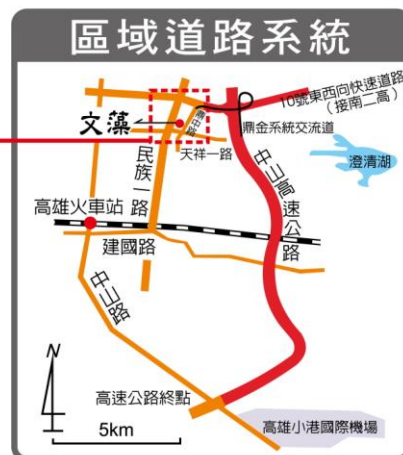 區域道路系統
10號東西向快速道路
(接南二高)
文藻
鼎中路
鼎金系統交流道
天祥一路
澄清湖
民族一路
中山高速公路
高雄火車站
建國路
中山路
N
高速公路終點
5km
高雄小港國際機場